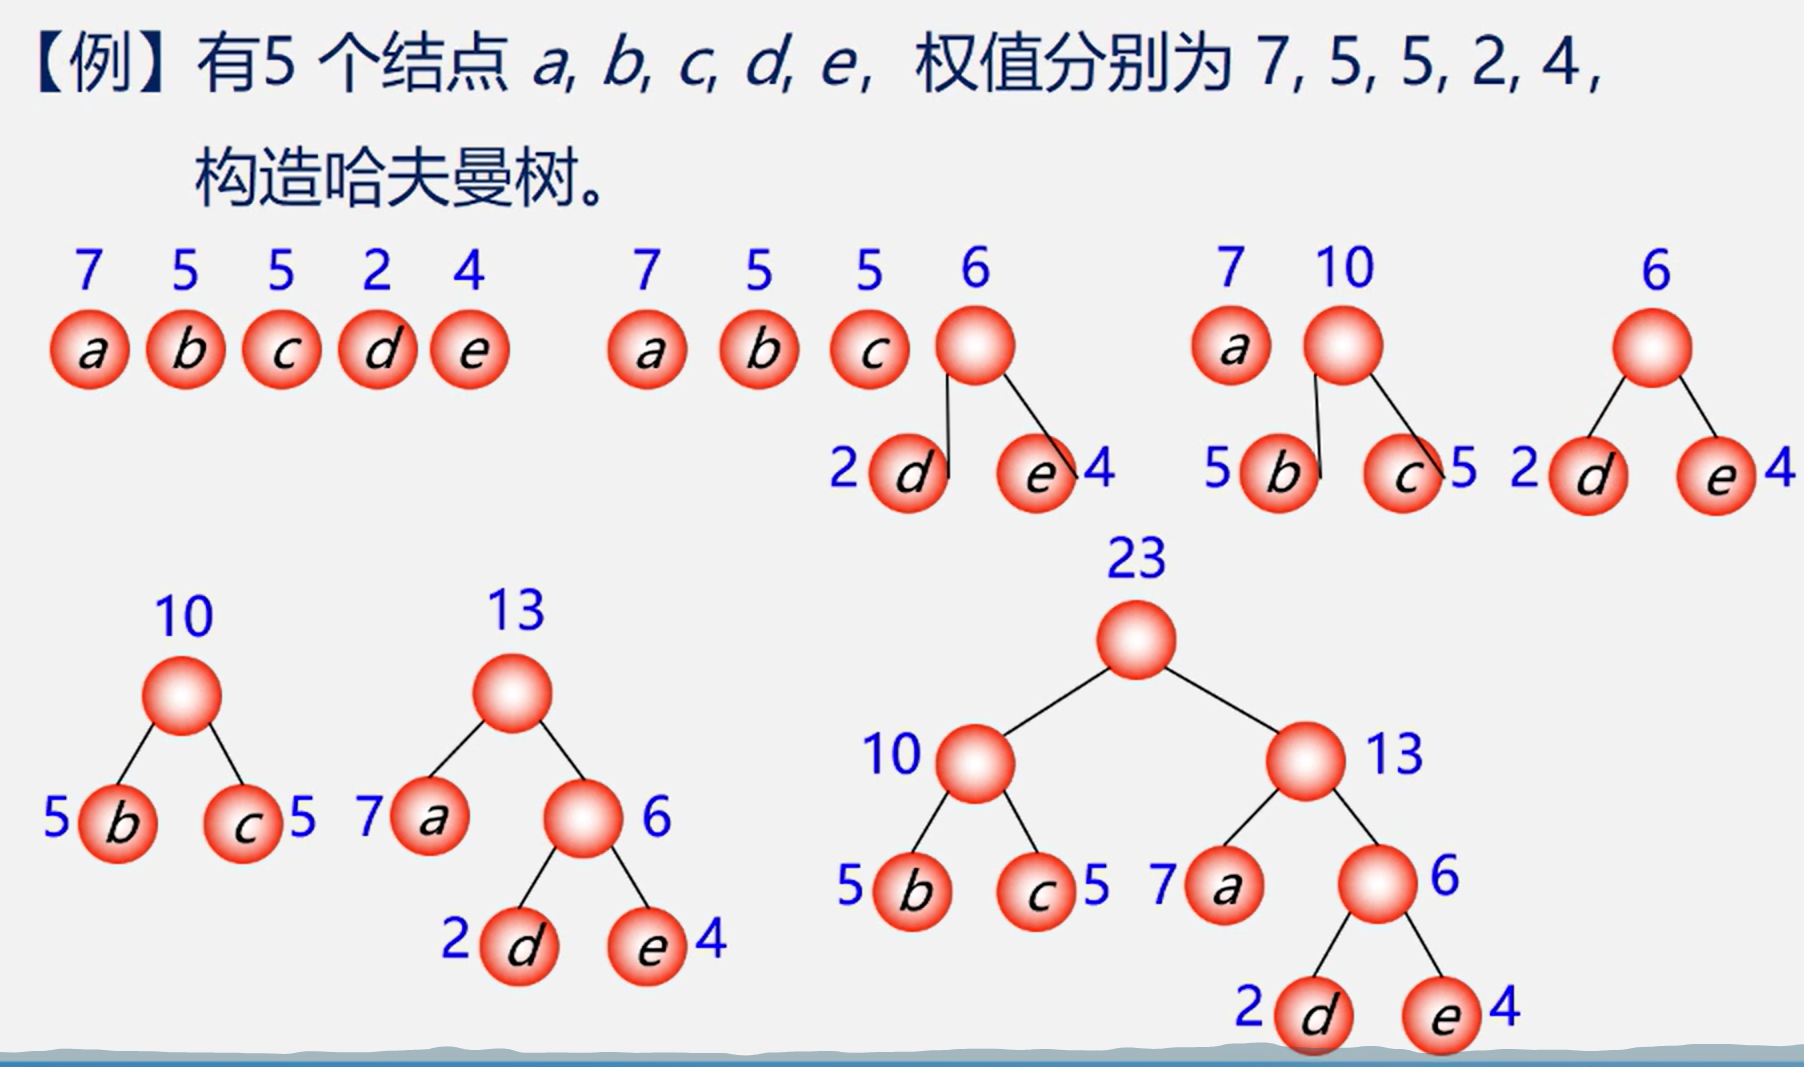 【例】有5 个结点 a, b, c, d, e, 权值分别为 7, 5, 5, 2, 4,
构造哈夫曼树。
7 5 5 2 4
a b c d e
7 5 5 6
a b c
2 d e 4
7 10 6
a
5 b c 5 2 d e 4
10
5 b c 5
13
7 a 6
2 d e 4
23
10 13
5 b c 5 7 a 6
2 d e 4